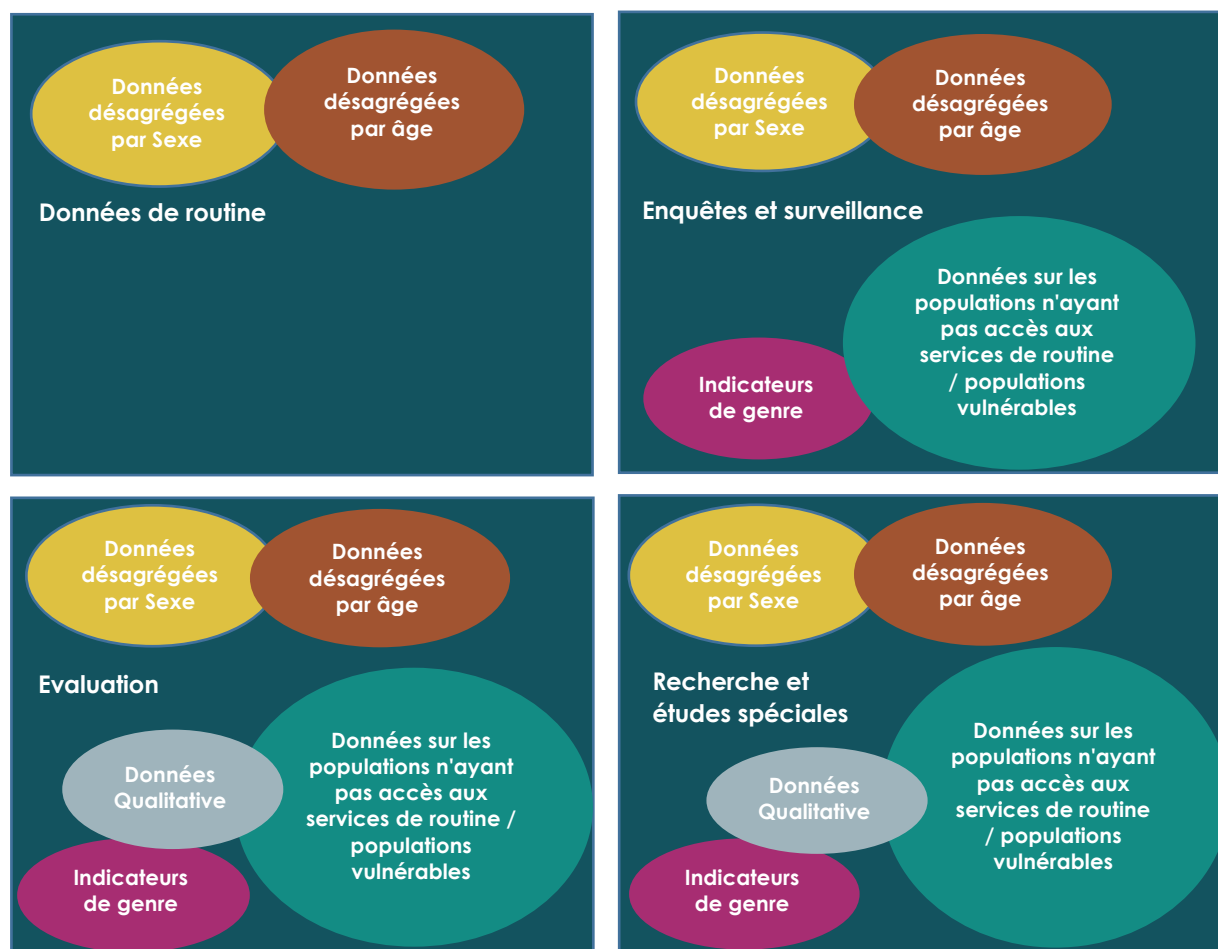 Données
désagrégées
par Sexe
Données
désagrégées
par âge
Données de routine
Données
désagrégées
par Sexe
Données
désagrégées
par âge
Enquêtes et surveillance
Données sur les
populations n'ayant
pas accès aux
services de routine
/ populations
vulnérables
Indicateurs
de genre
Données
désagrégées
par Sexe
Données
désagrégées
par âge
Evaluation
Données sur les
populations n'ayant
pas accès aux
services de routine /
populations
vulnérables
Données
Qualitative
Indicateurs
de genre
Données
désagrégées
par Sexe
Données
désagrégées
par âge
Recherche et
études spéciales
Données sur les
populations n'ayant
pas accès aux
services de routine
/ populations
vulnérables
Données
Qualitative
Indicateurs
de genre